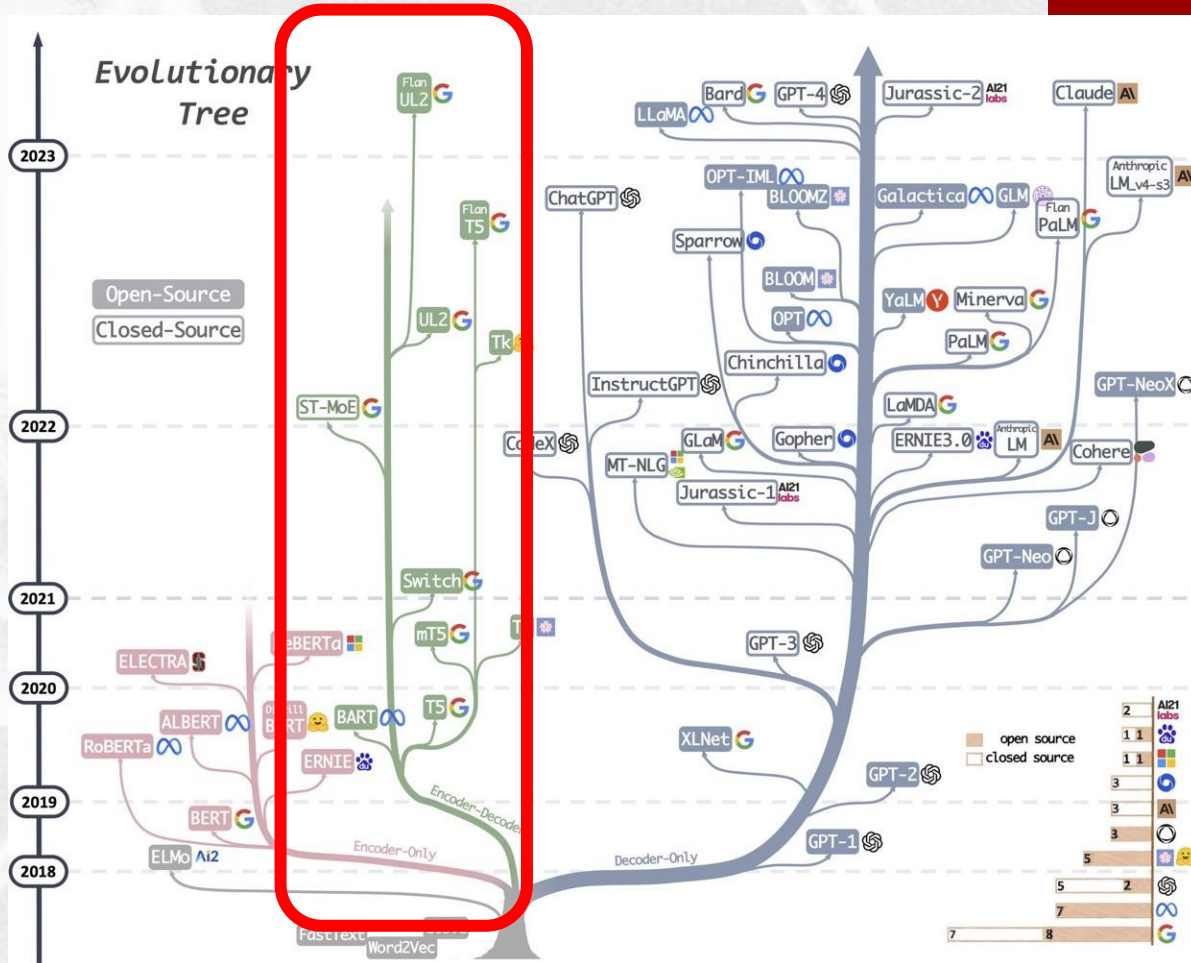 Evolutionary
Tree
Flan
UL2
Bard
GPT-4
Jurassic-2
AI21
labs
Claude
A\
LLaMA
2023
OPT-IML
BLOOMZ
Anthropic
LM_v4-s3
A\
ChatGPT
Galactica
GLM
Flan
T5
Flan
PaLM
Sparrow
Open-Source
Closed-Source
BLOOM
YaLM
Y
Minerva
UL2
OPT
Tk
PaLM
Chinchilla
InstructGPT
GPT-NeoX
ST-MoE
LaMDA
2022
GLaM
Gopher
ERNIE3.0
Anthropic
LM
A\
Cohere
MT-NLG
Jurassic-1
AI21
labs
GPT-J
GPT-Neo
Switch
2021
mT5
GPT-3
ELECTRA
2020
T5
BART
ALBERT
2
AI21
labs
RoBERTa
XLNet
open source
1 1
closed source
1 1
ERNIE
GPT-2
3
2019
Encoder-Decoder
3
A\
BERT
3
GPT-1
Encoder-Only
Decoder-Only
ELMo
Ai2
5
2018
5
2
7
FastText
Word2Vec
7
8